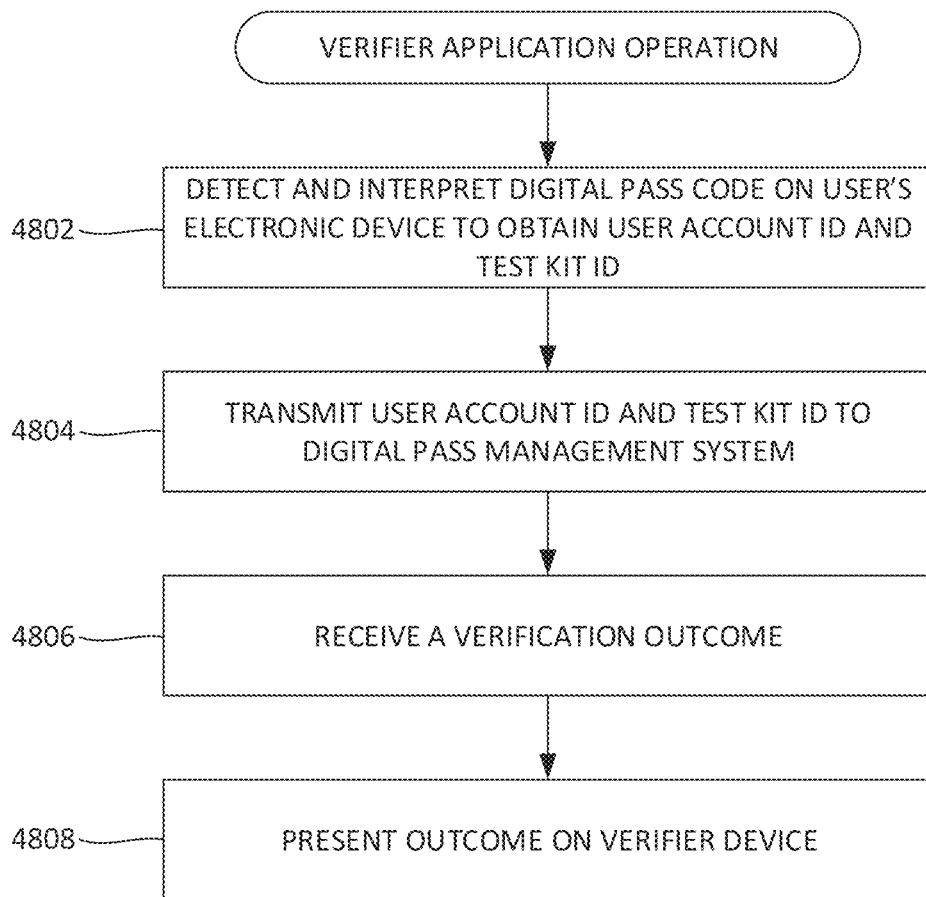 VERIFIER APPLICATION OPERATION
4802
DETECT AND INTERPRET DIGITAL PASS CODE ON USER'S
ELECTRONIC DEVICE TO OBTAIN USER ACCOUNT ID AND
TEST KIT ID
4804
TRANSMIT USER ACCOUNT ID AND TEST KIT ID TO
DIGITAL PASS MANAGEMENT SYSTEM
4806
RECEIVE A VERIFICATION OUTCOME
4808
PRESENT OUTCOME ON VERIFIER DEVICE